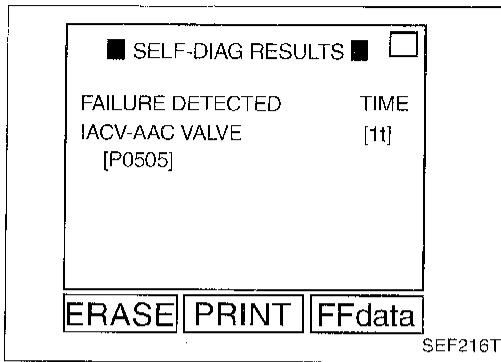 ■ SELF-DIAG RESULTS ■
FAILURE DETECTED TIME
IACV-AAC VALVE [1t]
[P0505]
ERASE PRINT FFdata
SEF216T